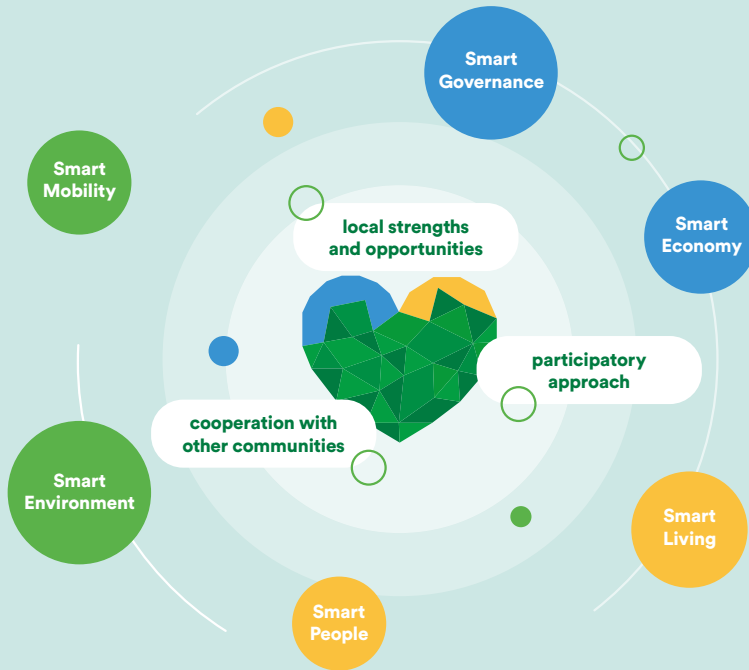 Smart
Governance
Smart
Mobility
Smart
Economy
local strengths
and opportunities
participatory
approach
cooperation with
other communities
Smart
Environment
Smart
Living
Smart
People